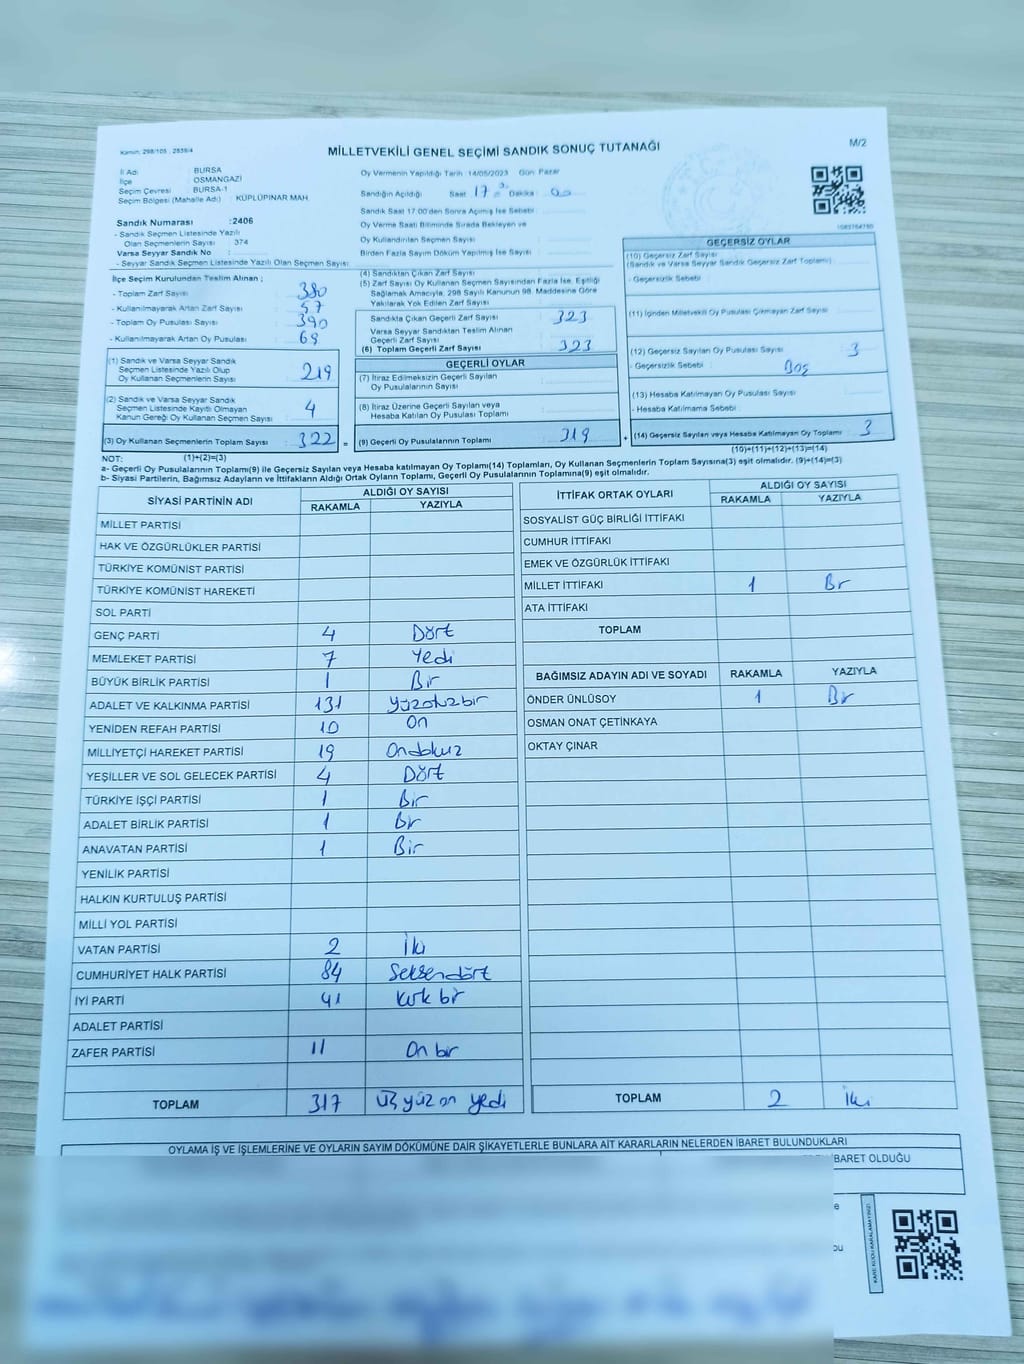 Kanun: 298/105 , 2839/4
MİLLETVEKİLİ GENEL SEÇİMİ SANDIK SONUÇ TUTANAĞI
M/2
İl Adı : BURSA
İlçe : OSMANGAZİ
Seçim Çevresi : BURSA-1
Seçim Bölgesi (Mahalle Adı) : KÜPLÜPINAR MAH.
Sandık Numarası :2406
- Sandık Seçmen Listesinde Yazılı
Olan Seçmenlerin Sayısı : 374
Varsa Seyyar Sandık No :
- Seyyar Sandık Seçmen Listesinde Yazılı Olan Seçmen Sayısı:
Oy Vermenin Yapıldığı Tarih :14/05/2023 Gün: Pazar
Sandığın Açıldığı Saat 17 Dakika : 00
Sandık Saat 17.00'den Sonra Açılmış İse Sebebi :
Oy Verme Saati Bitiminde Sırada Bekleyen ve
Oy Kullandırılan Seçmen Sayısı
Birden Fazla Sayım Döküm Yapılmış İse Sayısı
İlçe Seçim Kurulundan Teslim Alınan ;
- Toplam Zarf Sayısı : 380
- Kullanılmayarak Artan Zarf Sayısı : 57
- Toplam Oy Pusulası Sayısı : 390
- Kullanılmayarak Artan Oy Pusulası : 68
(1) Sandık ve Varsa Seyyar Sandık
Seçmen Listesinde Yazılı Olup
Oy Kullanan Seçmenlerin Sayısı : 219
(2) Sandık ve Varsa Seyyar Sandık
Seçmen Listesinde Kayıtlı Olmayan
Kanun Gereği Oy Kullanan Seçmen Sayısı : 4
(3) Oy Kullanan Seçmenlerin Toplam Sayısı : 322 =
(4) Sandıktan Çıkan Zarf Sayısı
(5) Zarf Sayısı Oy Kullanan Seçmen Sayısından Fazla İse, Eşitliği
Sağlamak Amacıyla, 298 Sayılı Kanunun 98. Maddesine Göre
Yakılarak Yok Edilen Zarf Sayısı
Sandıkta Çıkan Geçerli Zarf Sayısı : 323
Varsa Seyyar Sandıktan Teslim Alınan
Geçerli Zarf Sayısı
(6) Toplam Geçerli Zarf Sayısı : 323
GEÇERLİ OYLAR
(7) İtiraz Edilmeksizin Geçerli Sayılan
Oy Pusulalarının Sayısı
(8) İtiraz Üzerine Geçerli Sayılan veya
Hesaba Katılan Oy Pusulası Toplamı
(9) Geçerli Oy Pusulalarının Toplamı : 319 +
GEÇERSİZ OYLAR
(10) Geçersiz Zarf Sayısı
(Sandık ve Varsa Seyyar Sandık Geçersiz Zarf Toplamı)
- Geçersizlik Sebebi
(11) İçinden Milletvekili Oy Pusulası Çıkmayan Zarf Sayısı
(12) Geçersiz Sayılan Oy Pusulası Sayısı : 3
- Geçersizlik Sebebi : Boş
(13) Hesaba Katılmayan Oy Pusulası Sayısı
- Hesaba Katılmama Sebebi
(14) Geçersiz Sayılan veya Hesaba Katılmayan Oy Toplamı : 3
NOT: (1)+(2)=(3)
(10)+(11)+(12)+(13)=(14)
a- Geçerli Oy Pusulalarının Toplamı(9) ile Geçersiz Sayılan veya Hesaba katılmayan Oy Toplamı(14) Toplamları, Oy Kullanan Seçmenlerin Toplam Sayısına(3) eşit olmalıdır. (9)+(14)=(3)
b- Siyasi Partilerin, Bağımsız Adayların ve İttifakların Aldığı Ortak Oyların Toplamı, Geçerli Oy Pusulalarının Toplamına(9) eşit olmalıdır.
SİYASİ PARTİNİN ADI ALDIĞI OY SAYISI
RAKAMLA YAZIYLA
MİLLET PARTİSİ
HAK VE ÖZGÜRLÜKLER PARTİSİ
TÜRKİYE KOMÜNİST PARTİSİ
TÜRKİYE KOMÜNİST HAREKETİ
SOL PARTİ
GENÇ PARTİ 4 Dört
MEMLEKET PARTİSİ 7 Yedi
BÜYÜK BİRLİK PARTİSİ 1 Bir
ADALET VE KALKINMA PARTİSİ 131 Yüzotuzbir
YENİDEN REFAH PARTİSİ 10 On
MİLLİYETÇİ HAREKET PARTİSİ 19 Ondokuz
YEŞİLLER VE SOL GELECEK PARTİSİ 4 Dört
TÜRKİYE İŞÇİ PARTİSİ 1 Bir
ADALET BİRLİK PARTİSİ 1 Bir
ANAVATAN PARTİSİ 1 Bir
YENİLİK PARTİSİ
HALKIN KURTULUŞ PARTİSİ
MİLLİ YOL PARTİSİ
VATAN PARTİSİ 2 İki
CUMHURİYET HALK PARTİSİ 84 Seksendört
İYİ PARTİ 41 Kırk bir
ADALET PARTİSİ
ZAFER PARTİSİ 11 On bir
TOPLAM 317 Üç yüz on yedi
İTTİFAK ORTAK OYLARI ALDIĞI OY SAYISI
RAKAMLA YAZIYLA
SOSYALİST GÜÇ BİRLİĞİ İTTİFAKI
CUMHUR İTTİFAKI
EMEK VE ÖZGÜRLÜK İTTİFAKI
MİLLET İTTİFAKI 1 Bir
ATA İTTİFAKI
TOPLAM
BAĞIMSIZ ADAYIN ADI VE SOYADI RAKAMLA YAZIYLA
ÖNDER ÜNLÜSOY 1 Bir
OSMAN ONAT ÇETİNKAYA
OKTAY ÇINAR
TOPLAM 2 İki
OYLAMA İŞ VE İŞLEMLERİNE VE OYLARIN SAYIM DÖKÜMÜNE DAİR ŞİKAYETLERLE BUNLARA AİT KARARLARIN NELERDEN İBARET BULUNDUKLARI
İBARET OLDUĞU
KARE KODU KARALAMAYINIZ!